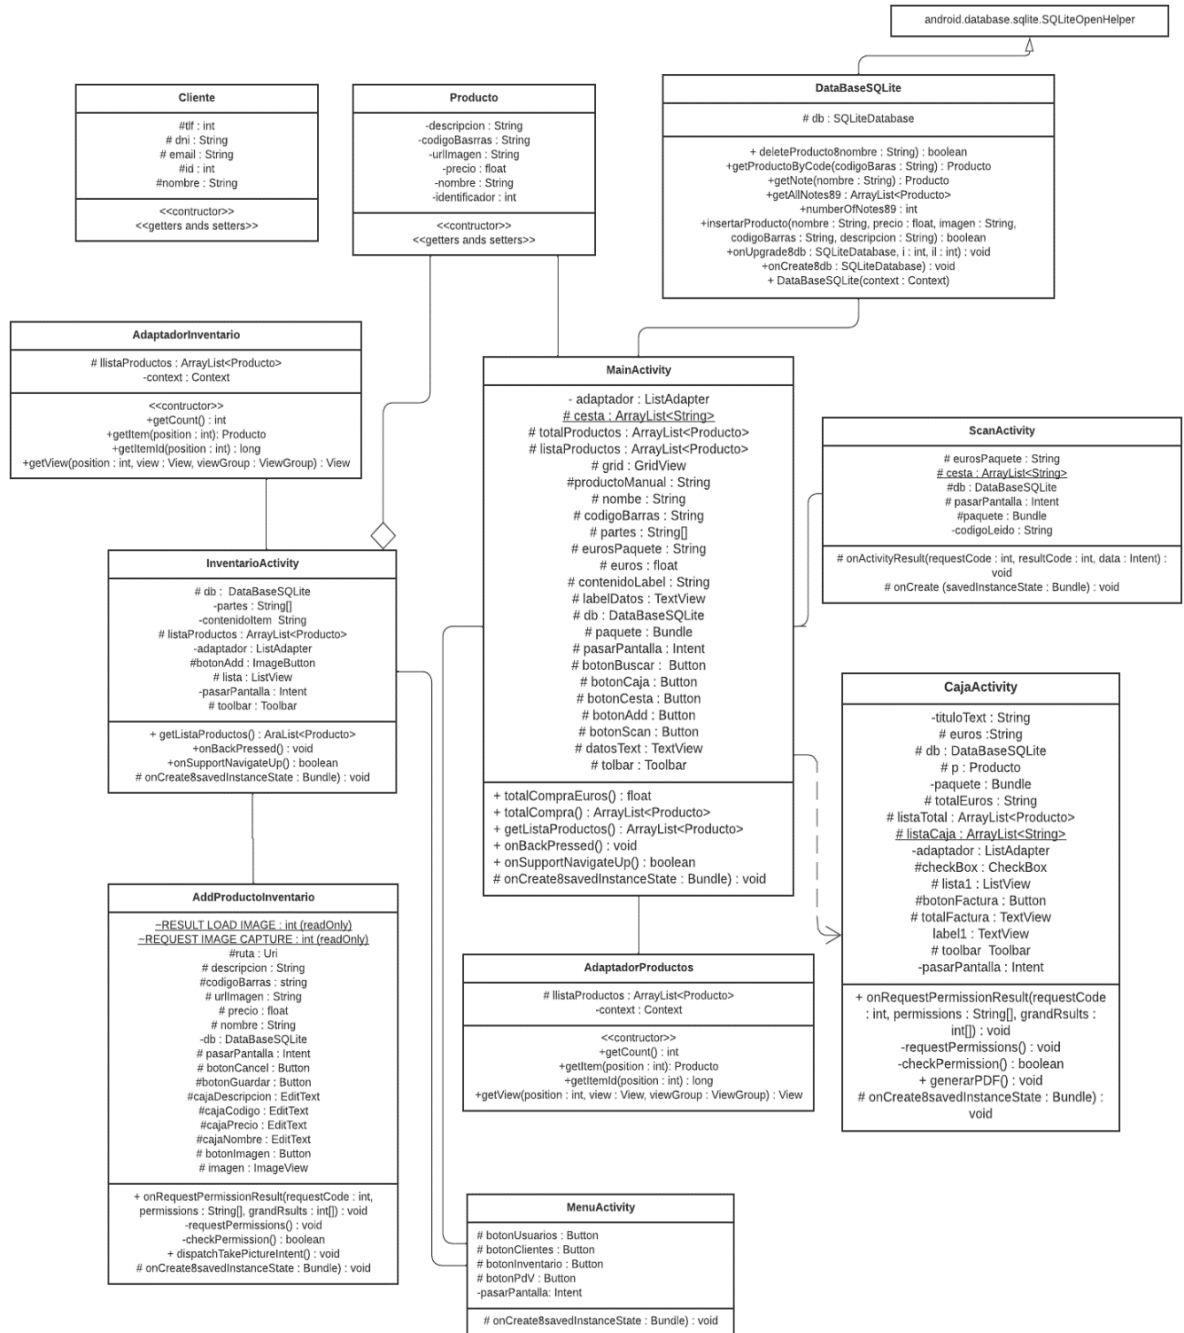 android.database.sqlite.SQLiteOpenHelper
Cliente
#tlf : int
# dni : String
# email : String
#id : int
#nombre : String
<<contructor>>
<<getters ands setters>>
Producto
-descripcion : String
-codigoBasrras : String
-urlImagen : String
-precio : float
-nombre : String
-identificador : int
<<contructor>>
<<getters ands setters>>
DataBaseSQLite
# db : SQLiteDatabase
+ deleteProducto8nombre : String) : boolean
+getProductoByCode(codigoBaras : String) : Producto
+getNote(nombre : String) : Producto
+getAllNotes89 : ArrayList<Producto>
+numberOfNotes89 : int
+insertarProducto(nombre : String, precio : float, imagen : String,
codigoBarras : String, descripcion : String) : boolean
+onUpgrade8db : SQLiteDatabase, i : int, il : int) : void
+onCreate8db : SQLiteDatabase) : void
+ DataBaseSQLite(context : Context)
AdaptadorInventario
# llistaProductos : ArrayList<Producto>
-context : Context
<<contructor>>
+getCount() : int
+getItem(position : int): Producto
+getItemId(position : int) : long
+getView(position : int, view : View, viewGroup : ViewGroup) : View
MainActivity
- adaptador : ListAdapter
# cesta : ArrayList<String>
# totalProductos : ArrayList<Producto>
# listaProductos : ArrayList<Producto>
# grid : GridView
#productoManual : String
# nombe : String
# codigoBarras : String
# partes : String[]
# eurosPaquete : String
# euros : float
# contenidoLabel : String
# labelDatos : TextView
# db : DataBaseSQLite
# paquete : Bundle
# pasarPantalla : Intent
# botonBuscar :  Button
# botonCaja : Button
# botonCesta : Button
# botonAdd : Button
# botonScan : Button
# datosText : TextView
# tolbar : Toolbar
+ totalCompraEuros() : float
+ totalCompra() : ArrayList<Producto>
+ getListaProductos() : ArrayList<Producto>
+ onBackPressed() : void
+ onSupportNavigateUp() : boolean
# onCreate8savedInstanceState : Bundle) : void
ScanActivity
# eurosPaquete : String
# cesta : ArrayList<String>
#db : DataBaseSQLite
# pasarPantalla : Intent
#paquete : Bundle
-codigoLeido : String
# onActivityResult(requestCode : int, resultCode : int, data : Intent) :
void
# onCreate (savedInstanceState : Bundle) : void
InventarioActivity
# db :  DataBaseSQLite
-partes : String[]
-contenidoItem  String
# listaProductos : ArrayList<Producto>
-adaptador : ListAdapter
#botonAdd : ImageButton
# lista : ListView
-pasarPantalla : Intent
# toolbar : Toolbar
+ getListaProductos() : AraList<Producto>
+onBackPressed() : void
+onSupportNavigateUp() : boolean
# onCreate8savedInstanceState : Bundle) : void
CajaActivity
-tituloText : String
# euros :String
# db : DataBaseSQLite
# p : Producto
-paquete : Bundle
# totalEuros : String
# listaTotal : ArrayList<Producto>
# listaCaja : ArrayList<String>
-adaptador : ListAdapter
#checkBox : CheckBox
# lista1 : ListView
#botonFactura : Button
# totalFactura : TextView
label1 : TextView
# toolbar  Toolbar
-pasarPantalla : Intent
+ onRequestPermissionResult(requestCode
: int, permissions : String[], grandRsults :
int[]) : void
-requestPermissions() : void
-checkPermission() : boolean
+ generarPDF() : void
# onCreate8savedInstanceState : Bundle) :
void
AddProductoInventario
~RESULT LOAD IMAGE : int (readOnly)
~REQUEST IMAGE CAPTURE : int (readOnly)
#ruta : Uri
# descripcion : String
#codigoBarras : string
# urlImagen : String
# precio : float
# nombre : String
-db : DataBaseSQLite
# pasarPantalla : Intent
# botonCancel : Button
#botonGuardar : Button
#cajaDescripcion : EditText
#cajaCodigo : EditText
#cajaPrecio : EditText
#cajaNombre : EditText
# botonImagen : Button
# imagen : ImageView
+ onRequestPermissionResult(requestCode : int,
permissions : String[], grandRsults : int[]) : void
-requestPermissions() : void
-checkPermission() : boolean
+ dispatchTakePictureIntent() : void
# onCreate8savedInstanceState : Bundle) : void
AdaptadorProductos
# llistaProductos : ArrayList<Producto>
-context : Context
<<contructor>>
+getCount() : int
+getItem(position : int): Producto
+getItemId(position : int) : long
+getView(position : int, view : View, viewGroup : ViewGroup) : View
MenuActivity
# botonUsuarios : Button
# botonClientes : Button
# botonInventario : Button
# botonPdV : Button
-pasarPantalla: Intent
# onCreate8savedInstanceState : Bundle) : void